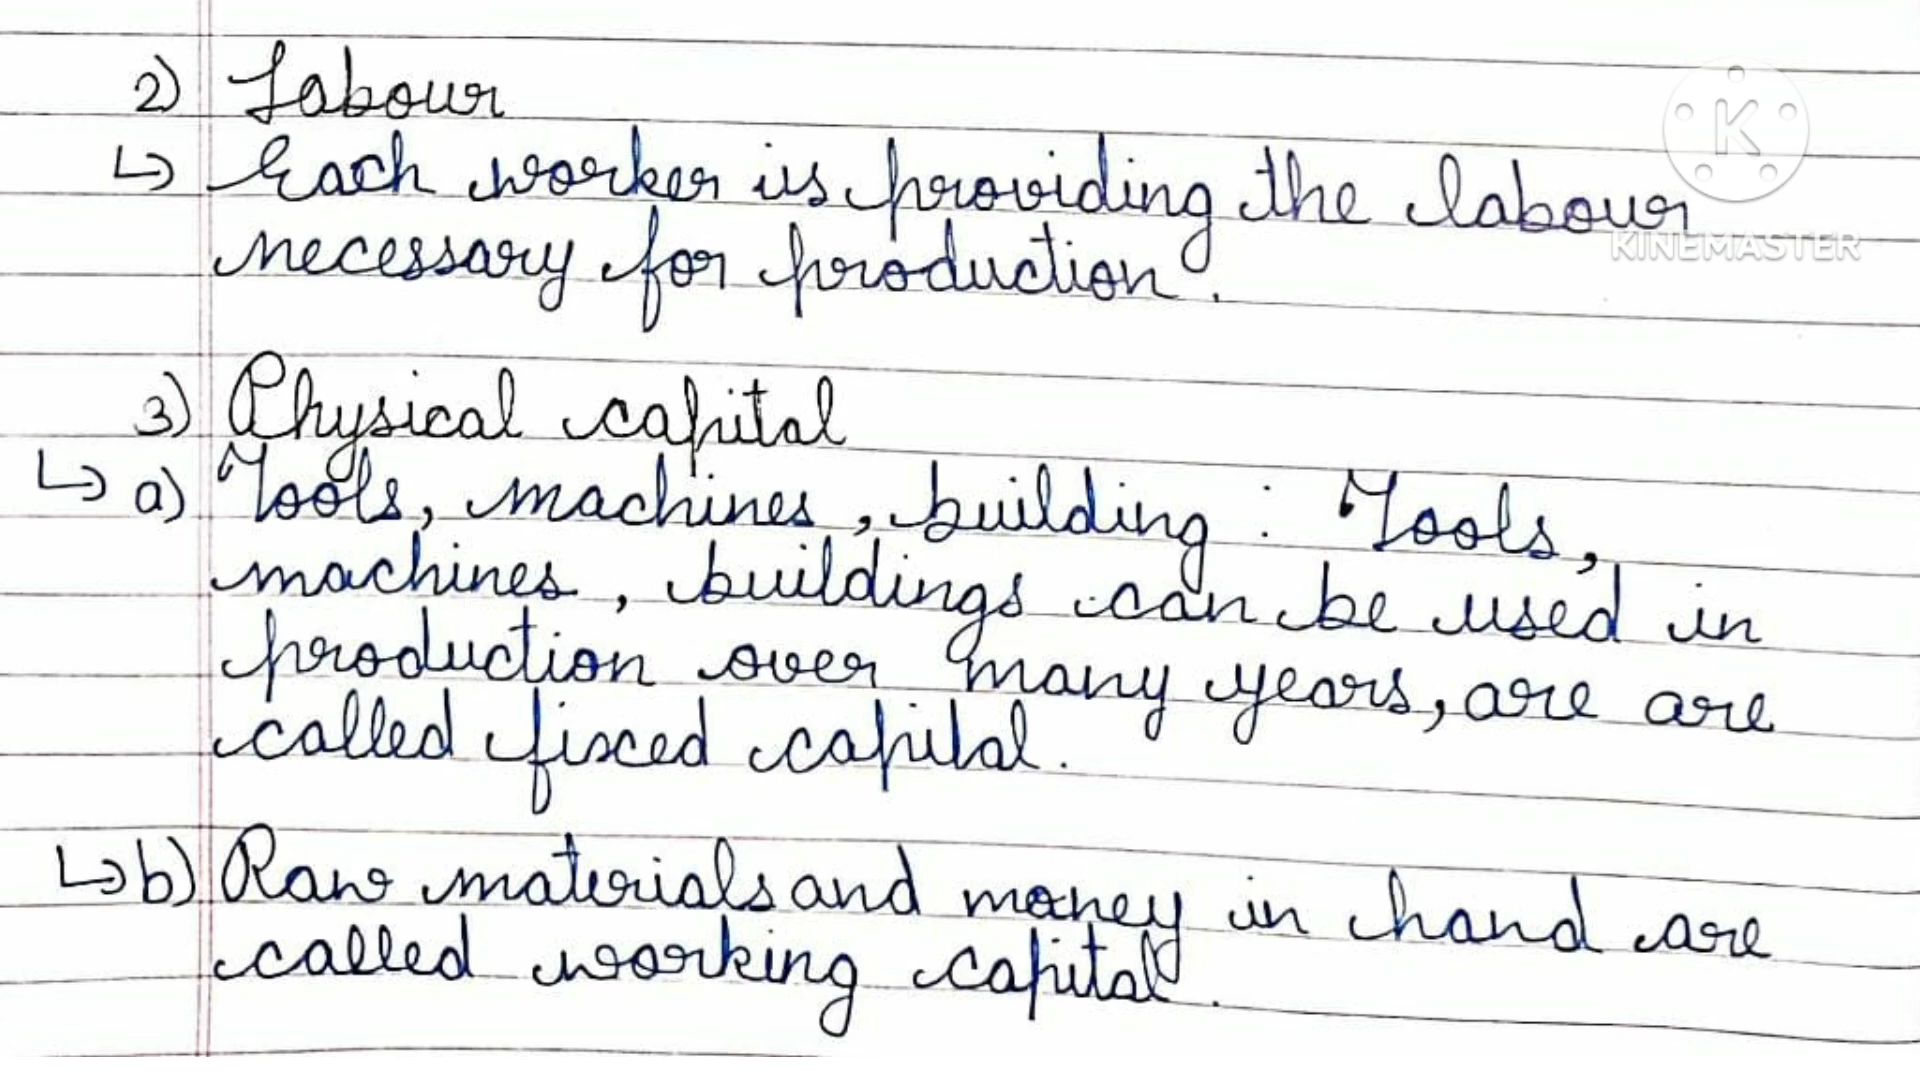 2) Labour
↳ Each worker is providing the labour
necessary for production.
3) Physical capital
↳ a) Tools, machines, building : Tools,
machines, buildings can be used in
production over many years, are are
called fixed capital.
↳ b) Raw materials and money in hand are
called working capital.
K
KINEMASTER